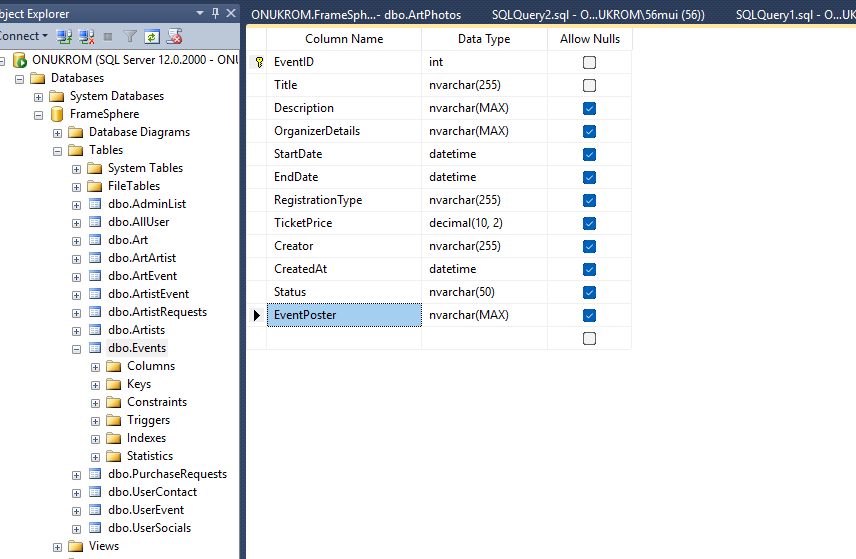 bject Explorer
Connect
ONUKROM (SQL Server 12.0.2000 - ONU
Databases
System Databases
FrameSphere
Database Diagrams
Tables
System Tables
FileTables
dbo.AdminList
dbo.AllUser
dbo.Art
dbo.ArtArtist
dbo.ArtEvent
dbo.ArtistEvent
dbo.ArtistRequests
dbo.Artists
dbo.Events
Columns
Keys
Constraints
Triggers
Indexes
Statistics
dbo.PurchaseRequests
dbo.UserContact
dbo.UserEvent
dbo.UserSocials
Views
ONUKROM.FrameSph...- dbo.ArtPhotos SQLQuery2.sql - O...UKROM\56mui (56)) SQLQuery1.sql - O...UKROM
Column Name Data Type Allow Nulls
EventID int
Title nvarchar(255)
Description nvarchar(MAX)
OrganizerDetails nvarchar(MAX)
StartDate datetime
EndDate datetime
RegistrationType nvarchar(255)
TicketPrice decimal(10, 2)
Creator nvarchar(255)
CreatedAt datetime
Status nvarchar(50)
EventPoster nvarchar(MAX)